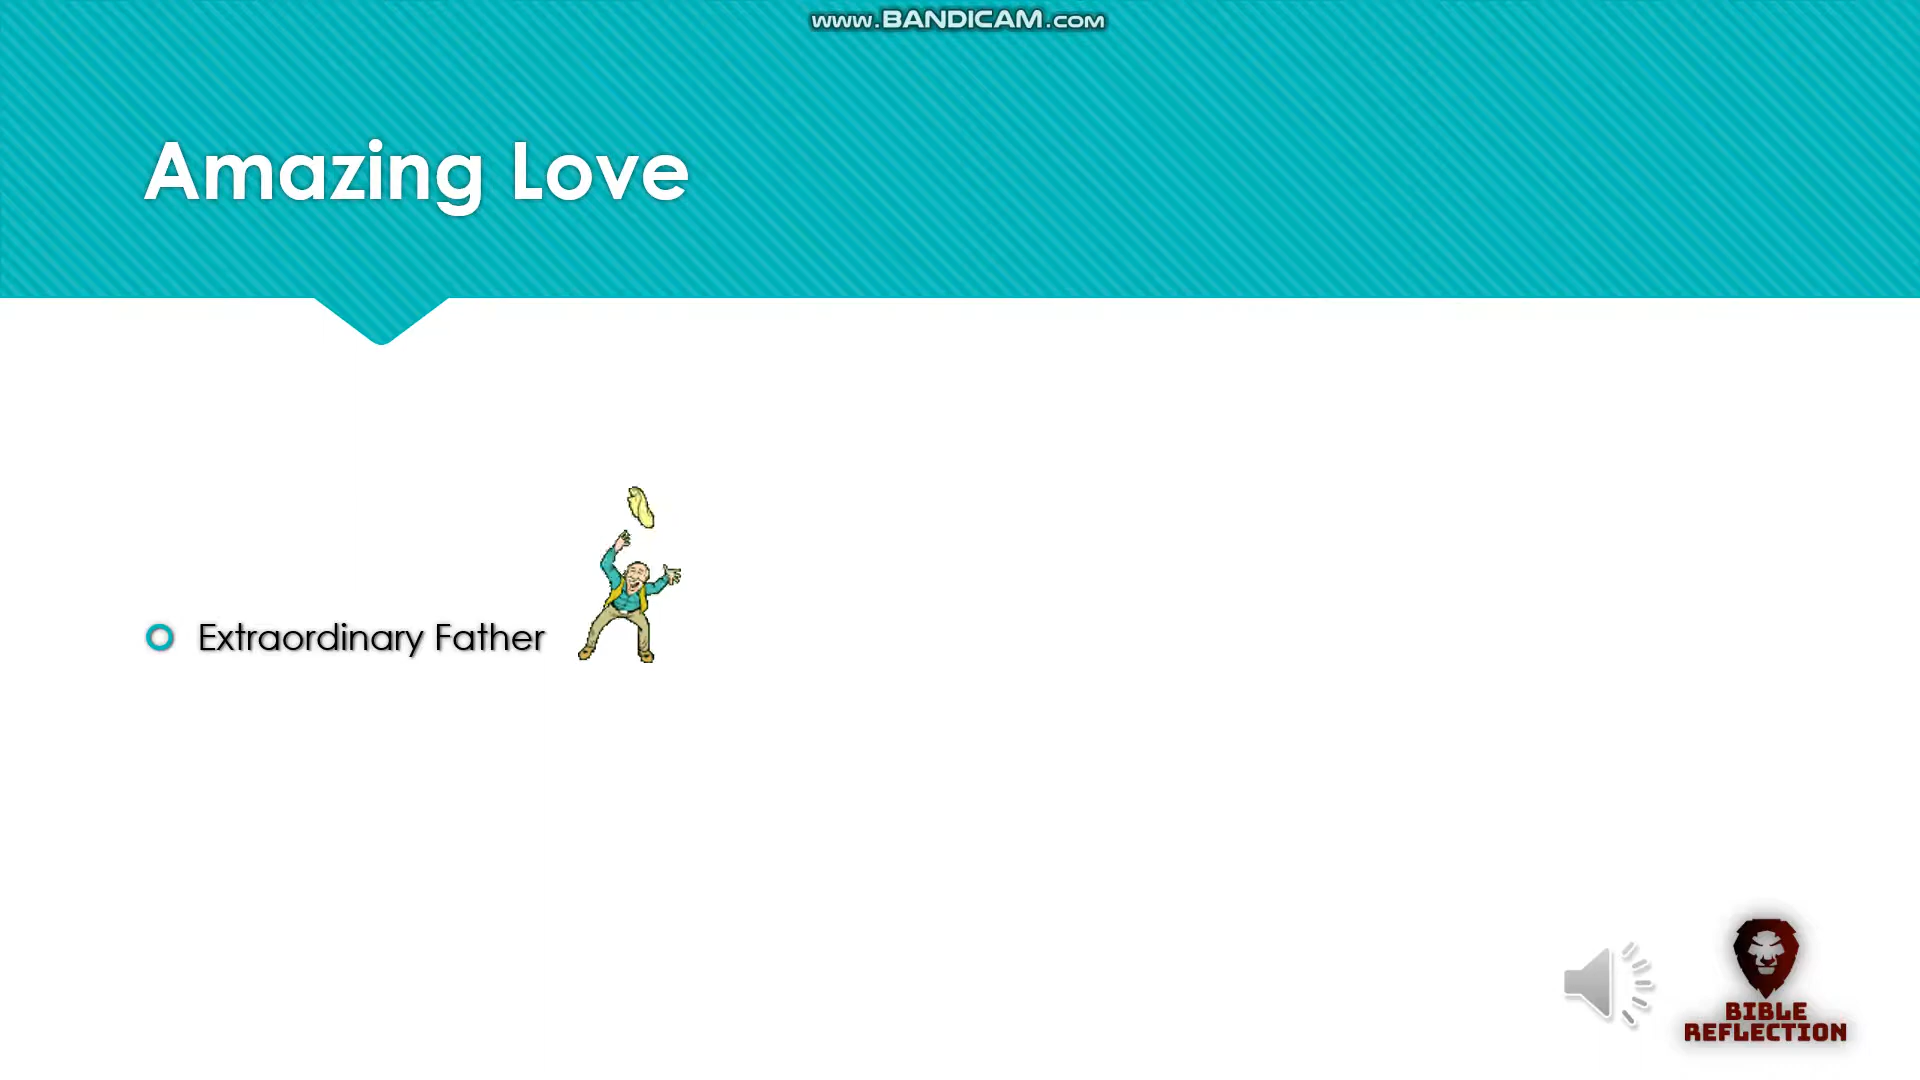 www.BANDICAM.com
Amazing Love
Extraordinary Father
BIBLE
REFLECTION